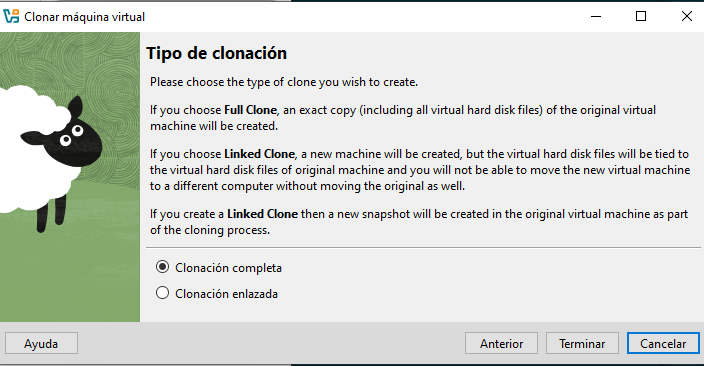 Clonar máquina virtual
Tipo de clonación
Please choose the type of clone you wish to create.
If you choose Full Clone, an exact copy (including all virtual hard disk files) of the original virtual
machine will be created.
If you choose Linked Clone, a new machine will be created, but the virtual hard disk files will be tied to
the virtual hard disk files of original machine and you will not be able to move the new virtual machine
to a different computer without moving the original as well.
If you create a Linked Clone then a new snapshot will be created in the original virtual machine as part
of the cloning process.
Clonación completa
Clonación enlazada
Ayuda
Anterior
Terminar
Cancelar